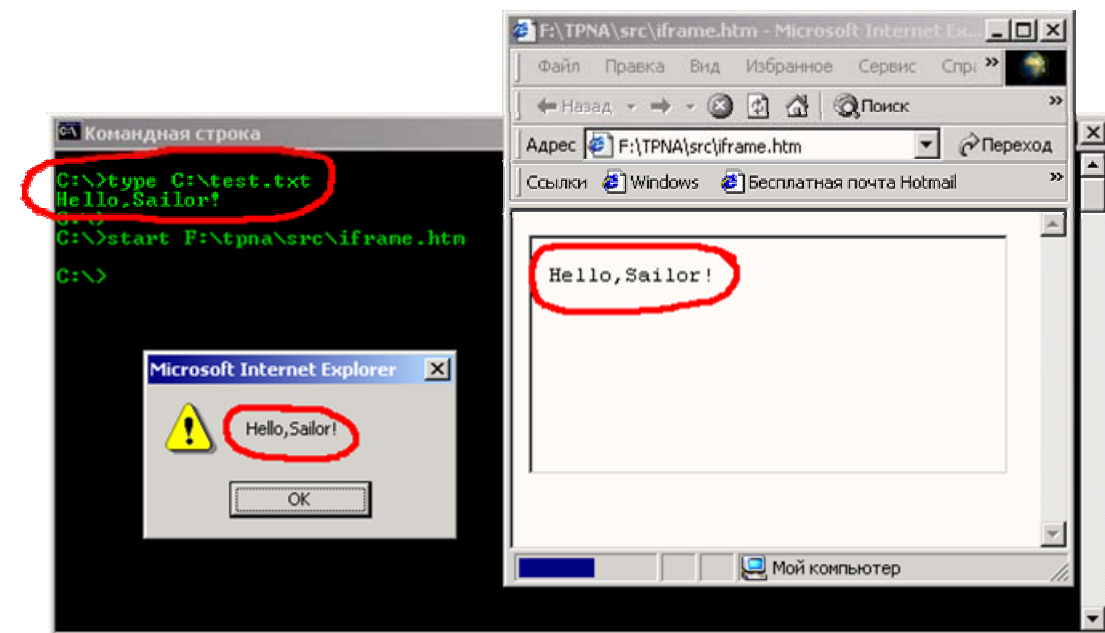 Командная строка
C:\>type C:\test.txt
Hello,Sailor!
C:\>
C:\>start F:\tpna\src\iframe.htm
C:\>
Microsoft Internet Explorer
Hello,Sailor!
OK
F:\TPNA\src\iframe.htm - Microsoft Internet Ex...
Файл Правка Вид Избранное Сервис Спра »
Назад Поиск »
Адрес F:\TPNA\src\iframe.htm Переход
Ссылки Windows Бесплатная почта Hotmail »
Hello,Sailor!
Мой компьютер